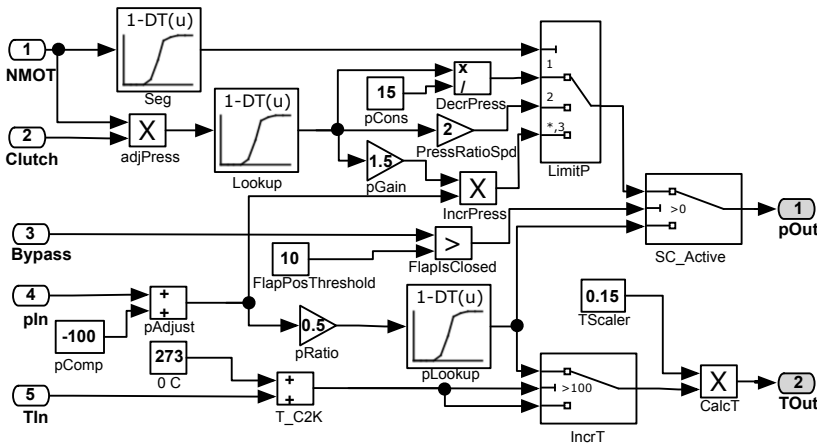 1
NMOT
1-DT(u)
Seg
2
Clutch
X
adjPress
1-DT(u)
Lookup
15
pCons
x
/
DecrPress
2
PressRatioSpd
1.5
pGain
X
IncrPress
1
2
*,3
LimitP
3
Bypass
10
FlapPosThreshold
>
FlapIsClosed
>0
SC_Active
1
pOut
4
pIn
-100
pComp
+
+
pAdjust
0.5
pRatio
1-DT(u)
pLookup
0.15
TScaler
273
0 C
5
TIn
+
+
T_C2K
>100
IncrT
X
CalcT
2
TOut